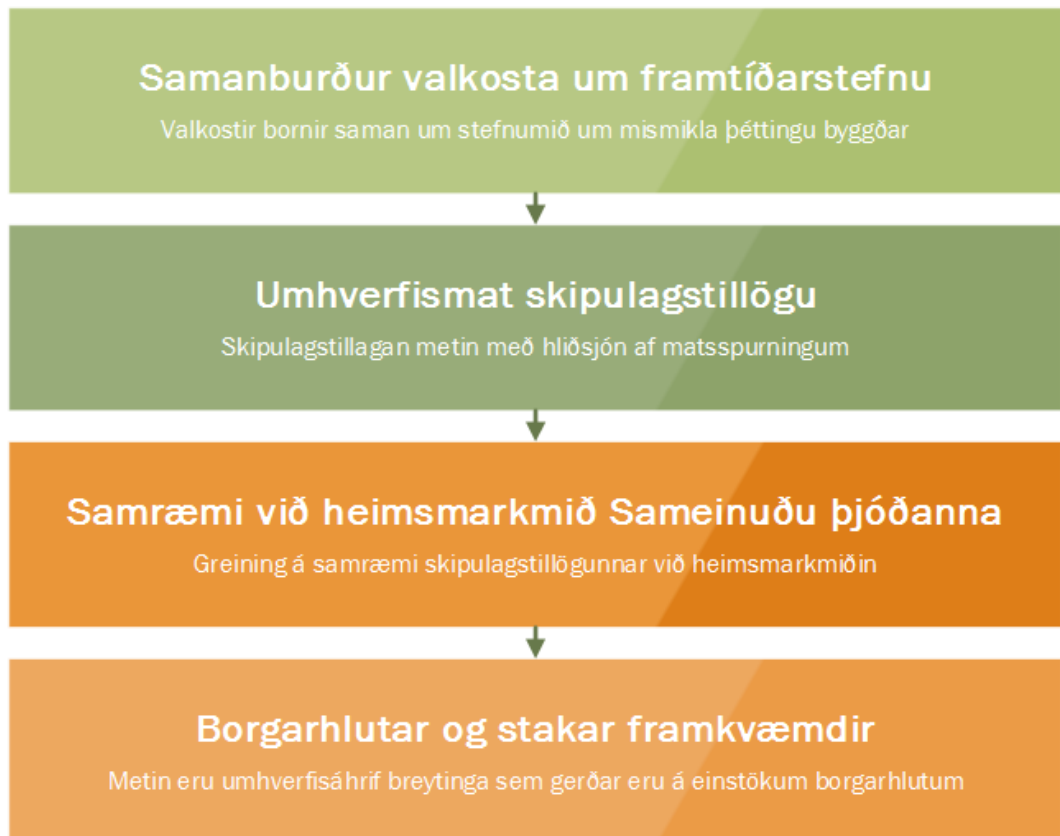 Samanburður valkosta um framtíðarstefnu
Valkostir bornir saman um stefnumið um mismikla þéttingu byggðar
Umhverfismat skipulagstillögu
Skipulagstillagan metin með hliðsjón af matsspurningum
Samræmi við heimsmarkmið Sameinuðu þjóðanna
Greining á samræmi skipulagstillögunnar við heimsmarkmiðin
Borgarhlutar og stakar framkvæmdir
Metin eru umhverfisáhrif breytinga sem gerðar eru á einstökum borgarhlutum